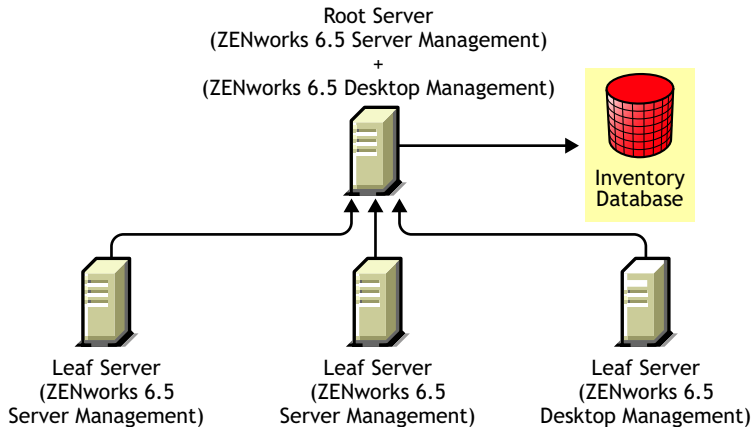 Root Server
(ZENworks 6.5 Server Management)
+
(ZENworks 6.5 Desktop Management)
Inventory
Database
Leaf Server
(ZENworks 6.5
Server Management)
Leaf Server
(ZENworks 6.5
Server Management)
Leaf Server
(ZENworks 6.5
Desktop Management)